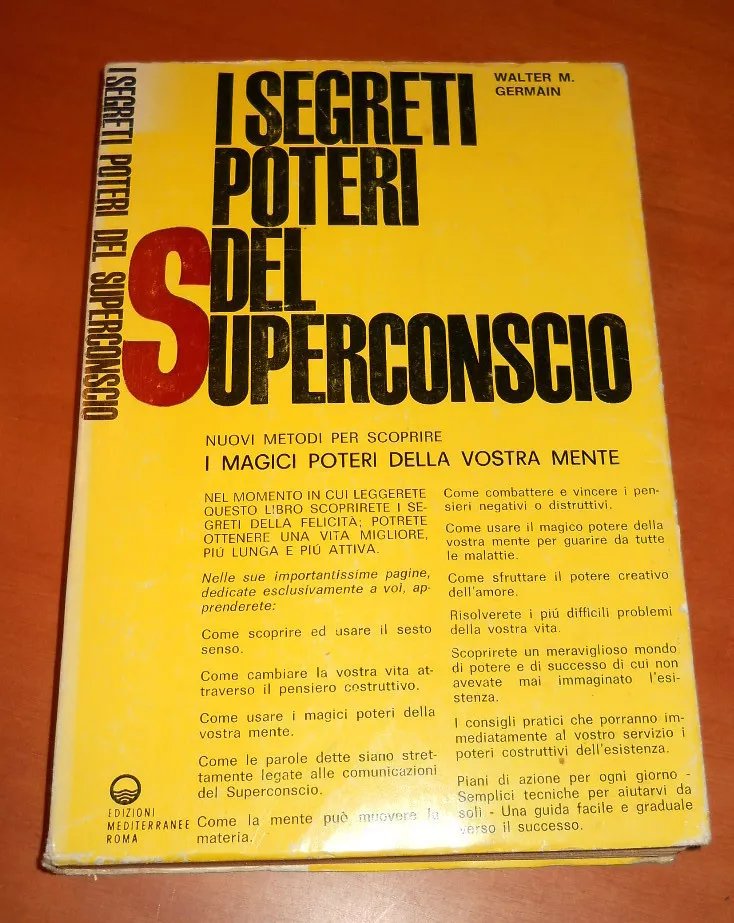 I SEGRETI POTERI DEL SUPERCONSCIO
WALTER M.
GERMAIN
I SEGRETI
POTERI
DEL
SUPERCONSCIO
NUOVI METODI PER SCOPRIRE
I MAGICI POTERI DELLA VOSTRA MENTE
NEL MOMENTO IN CUI LEGGERETE
QUESTO LIBRO SCOPRIRETE I SE-
GRETI DELLA FELICITÀ; POTRETE
OTTENERE UNA VITA MIGLIORE,
PIÚ LUNGA E PIÚ ATTIVA.
Nelle sue importantissime pagine,
dedicate esclusivamente a voi, ap-
prenderete:
Come scoprire ed usare il sesto
senso.
Come cambiare la vostra vita at-
traverso il pensiero costruttivo.
Come usare i magici poteri della
vostra mente.
Come le parole dette siano stret-
tamente legate alle comunicazioni
del Superconscio.
Come la mente può muovere la
materia.
Come combattere e vincere i pen-
sieri negativi o distruttivi.
Come usare il magico potere della
vostra mente per guarire da tutte
le malattie.
Come sfruttare il potere creativo
dell'amore.
Risolverete i piú difficili problemi
della vostra vita.
Scoprirete un meraviglioso mondo
di potere e di successo di cui non
avevate mai immaginato l'esi-
stenza.
I consigli pratici che porranno im-
mediatamente al vostro servizio i
poteri costruttivi dell'esistenza.
Piani di azione per ogni giorno -
Semplici tecniche per aiutarvi da
soli - Una guida facile e graduale
verso il successo.
EDIZIONI
MEDITERRANEE
ROMA